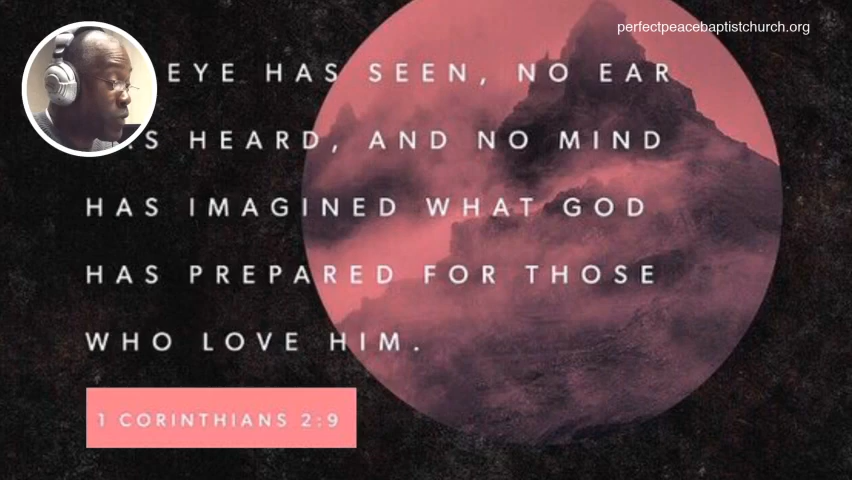 perfectpeacebaptistchurch.org
EYE HAS SEEN, NO EAR
S HEARD, AND NO MIND
HAS IMAGINED WHAT GOD
HAS PREPARED FOR THOSE
WHO LOVE HIM.
1 CORINTHIANS 2:9